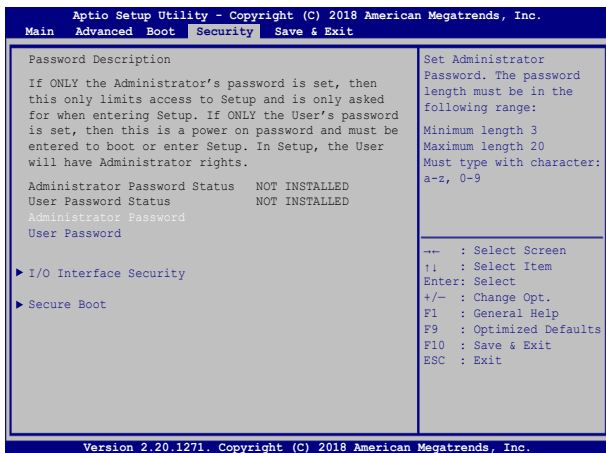 Aptio Setup Utility - Copyright (C) 2018 American Megatrends, Inc.
Main Advanced Boot Security Save & Exit
Password Description
If ONLY the Administrator's password is set, then
this only limits access to Setup and is only asked
for when entering Setup. If ONLY the User's password
is set, then this is a power on password and must be
entered to boot or enter Setup. In Setup, the User
will have Administrator rights.
Administrator Password Status NOT INSTALLED
User Password Status NOT INSTALLED
Administrator Password
User Password
▶ I/O Interface Security
▶ Secure Boot
Set Administrator
Password. The password
length must be in the
following range:
Minimum length 3
Maximum length 20
Must type with character:
a-z, 0-9
→← : Select Screen
↑↓ : Select Item
Enter: Select
+/— : Change Opt.
F1 : General Help
F9 : Optimized Defaults
F10 : Save & Exit
ESC : Exit
Version 2.20.1271. Copyright (C) 2018 American Megatrends, Inc.